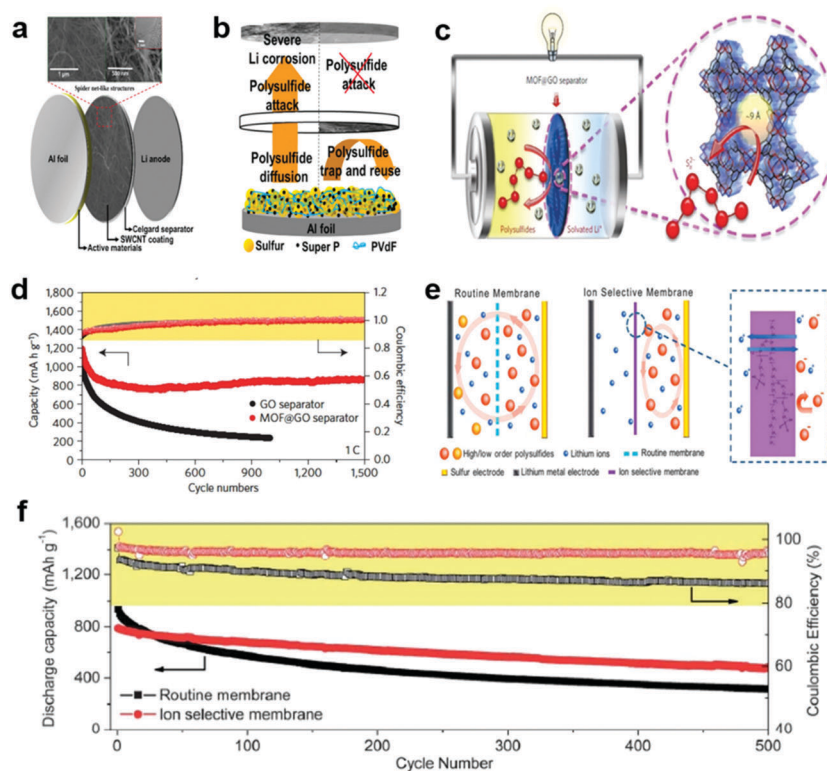 a
1 μm
500 nm
Spider net-like structures
Al foil
Li anode
Celgard separator
SWCNT coating
Active materials
b
Severe
Li corrosion
Polysulfide
attack
Polysulfide
attack
Polysulfide
diffusion
Polysulfide
trap and reuse
Al foil
Sulfur
Super P
PVdF
c
MOF@GO separator
Polysulfides
Solvated Li+
~9 Å
d
Capacity (mA h g⁻¹)
1,800
1,600
1,400
1,200
1,000
800
600
400
200
1.2
1.0
0.8
0.6
0.4
0.2
0.0
Coulombic efficiency
GO separator
MOF@GO separator
1 C
0
300
600
900
1,200
1,500
Cycle numbers
e
Routine Membrane
Ion Selective Membrane
High/low order polysulfides
Lithium ions
Routine membrane
Sulfur electrode
Lithium metal electrode
Ion selective membrane
f
Discharge capacity (mAh g⁻¹)
1,600
1,400
1,200
800
400
0
100
80
60
40
Coulombic Efficiency (%)
Routine membrane
Ion selective membrane
0
100
200
300
400
500
Cycle Number